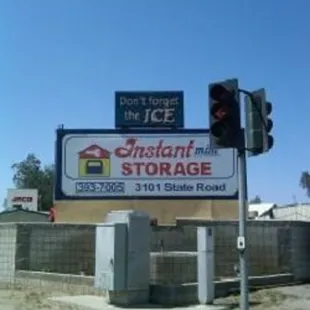 Don't forget
the ICE
Instant mini
STORAGE
393-7005
3101 State Road